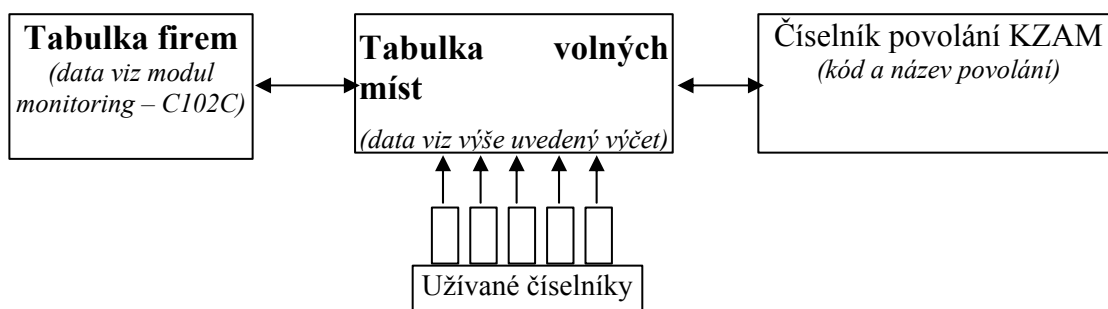 Tabulka firem
(data viz modul
monitoring – C102C)
Tabulka volných
míst
(data viz výše uvedený výčet)
Číselník povolání KZAM
(kód a název povolání)
Užívané číselníky